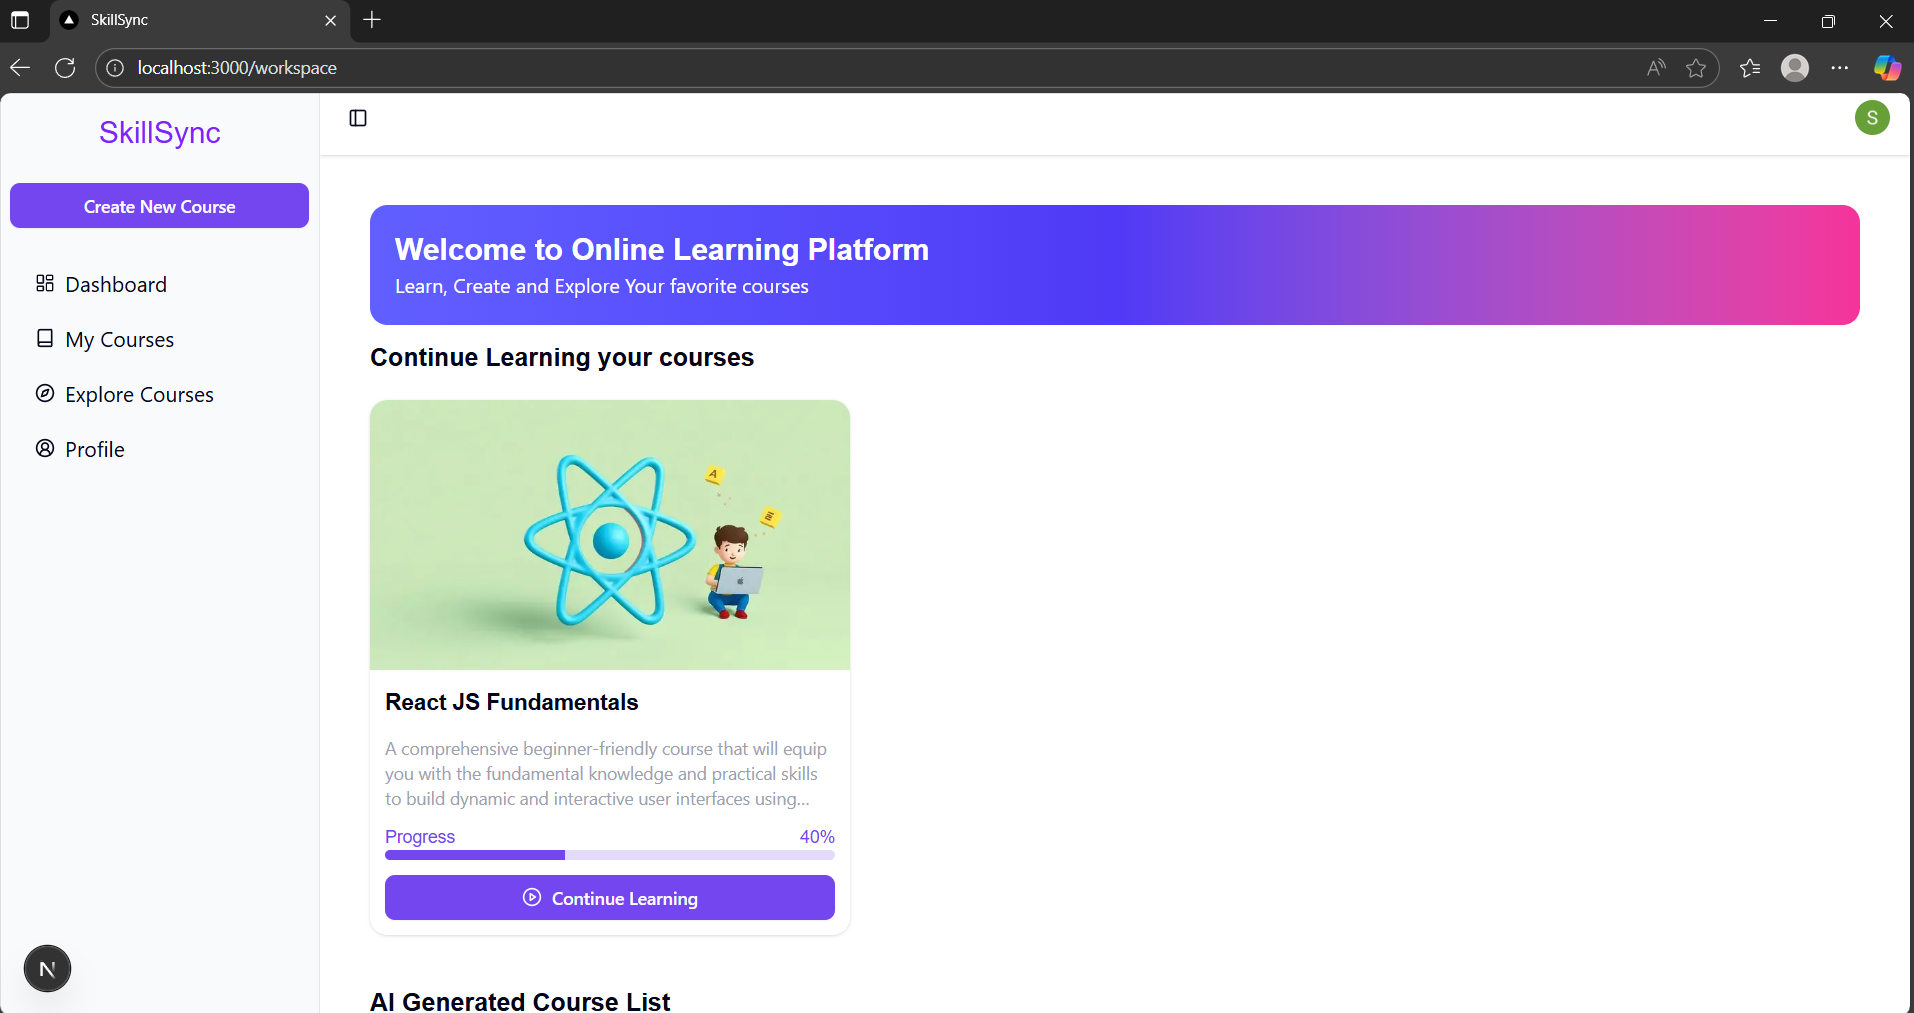 SkillSync
localhost:3000/workspace
SkillSync
S
Create New Course
Dashboard
My Courses
Explore Courses
Profile
Welcome to Online Learning Platform
Learn, Create and Explore Your favorite courses
Continue Learning your courses
A
React JS Fundamentals
A comprehensive beginner-friendly course that will equip
you with the fundamental knowledge and practical skills
to build dynamic and interactive user interfaces using...
Progress 40%
Continue Learning
N
AI Generated Course List